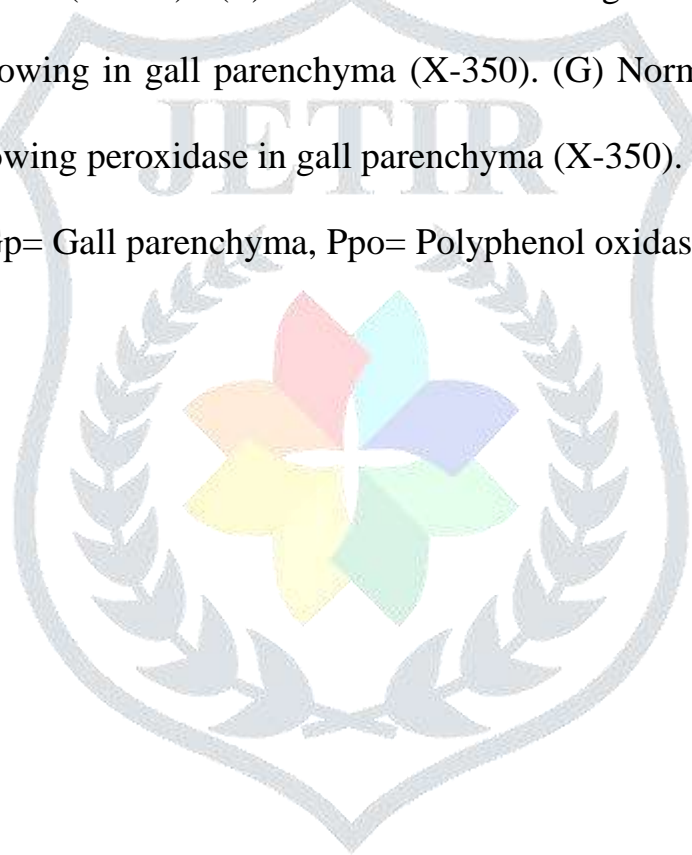 owing in gall parenchyma (X-350). (G) Norm
owing peroxidase in gall parenchyma (X-350).
p= Gall parenchyma, Ppo= Polyphenol oxidas
JETIR